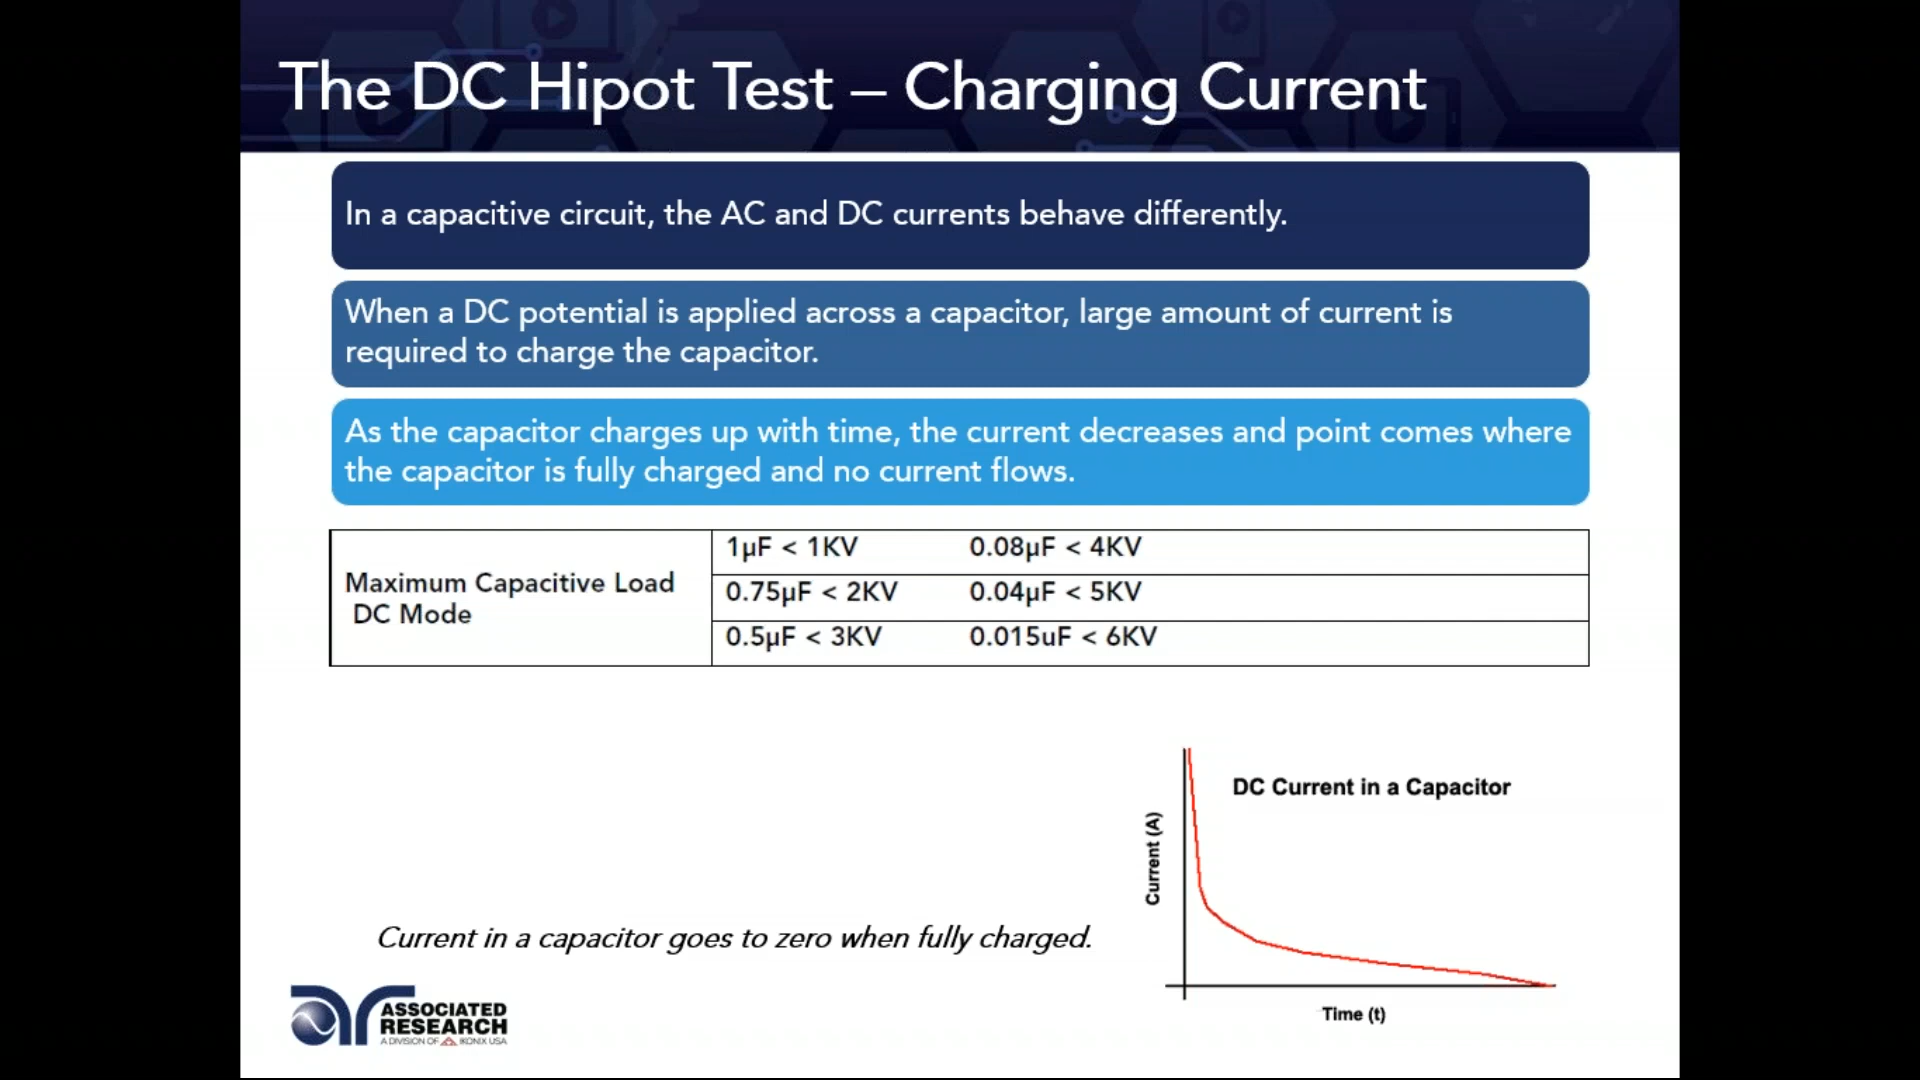 The DC Hipot Test – Charging Current
In a capacitive circuit, the AC and DC currents behave differently.
When a DC potential is applied across a capacitor, large amount of current is
required to charge the capacitor.
As the capacitor charges up with time, the current decreases and point comes where
the capacitor is fully charged and no current flows.
Maximum Capacitive Load
DC Mode
1µF < 1KV 0.08µF < 4KV
0.75µF < 2KV 0.04µF < 5KV
0.5µF < 3KV 0.015uF < 6KV
DC Current in a Capacitor
Current (A)
Time (t)
Current in a capacitor goes to zero when fully charged.
ASSOCIATED
RESEARCH
A DIVISION OF IKONIX USA